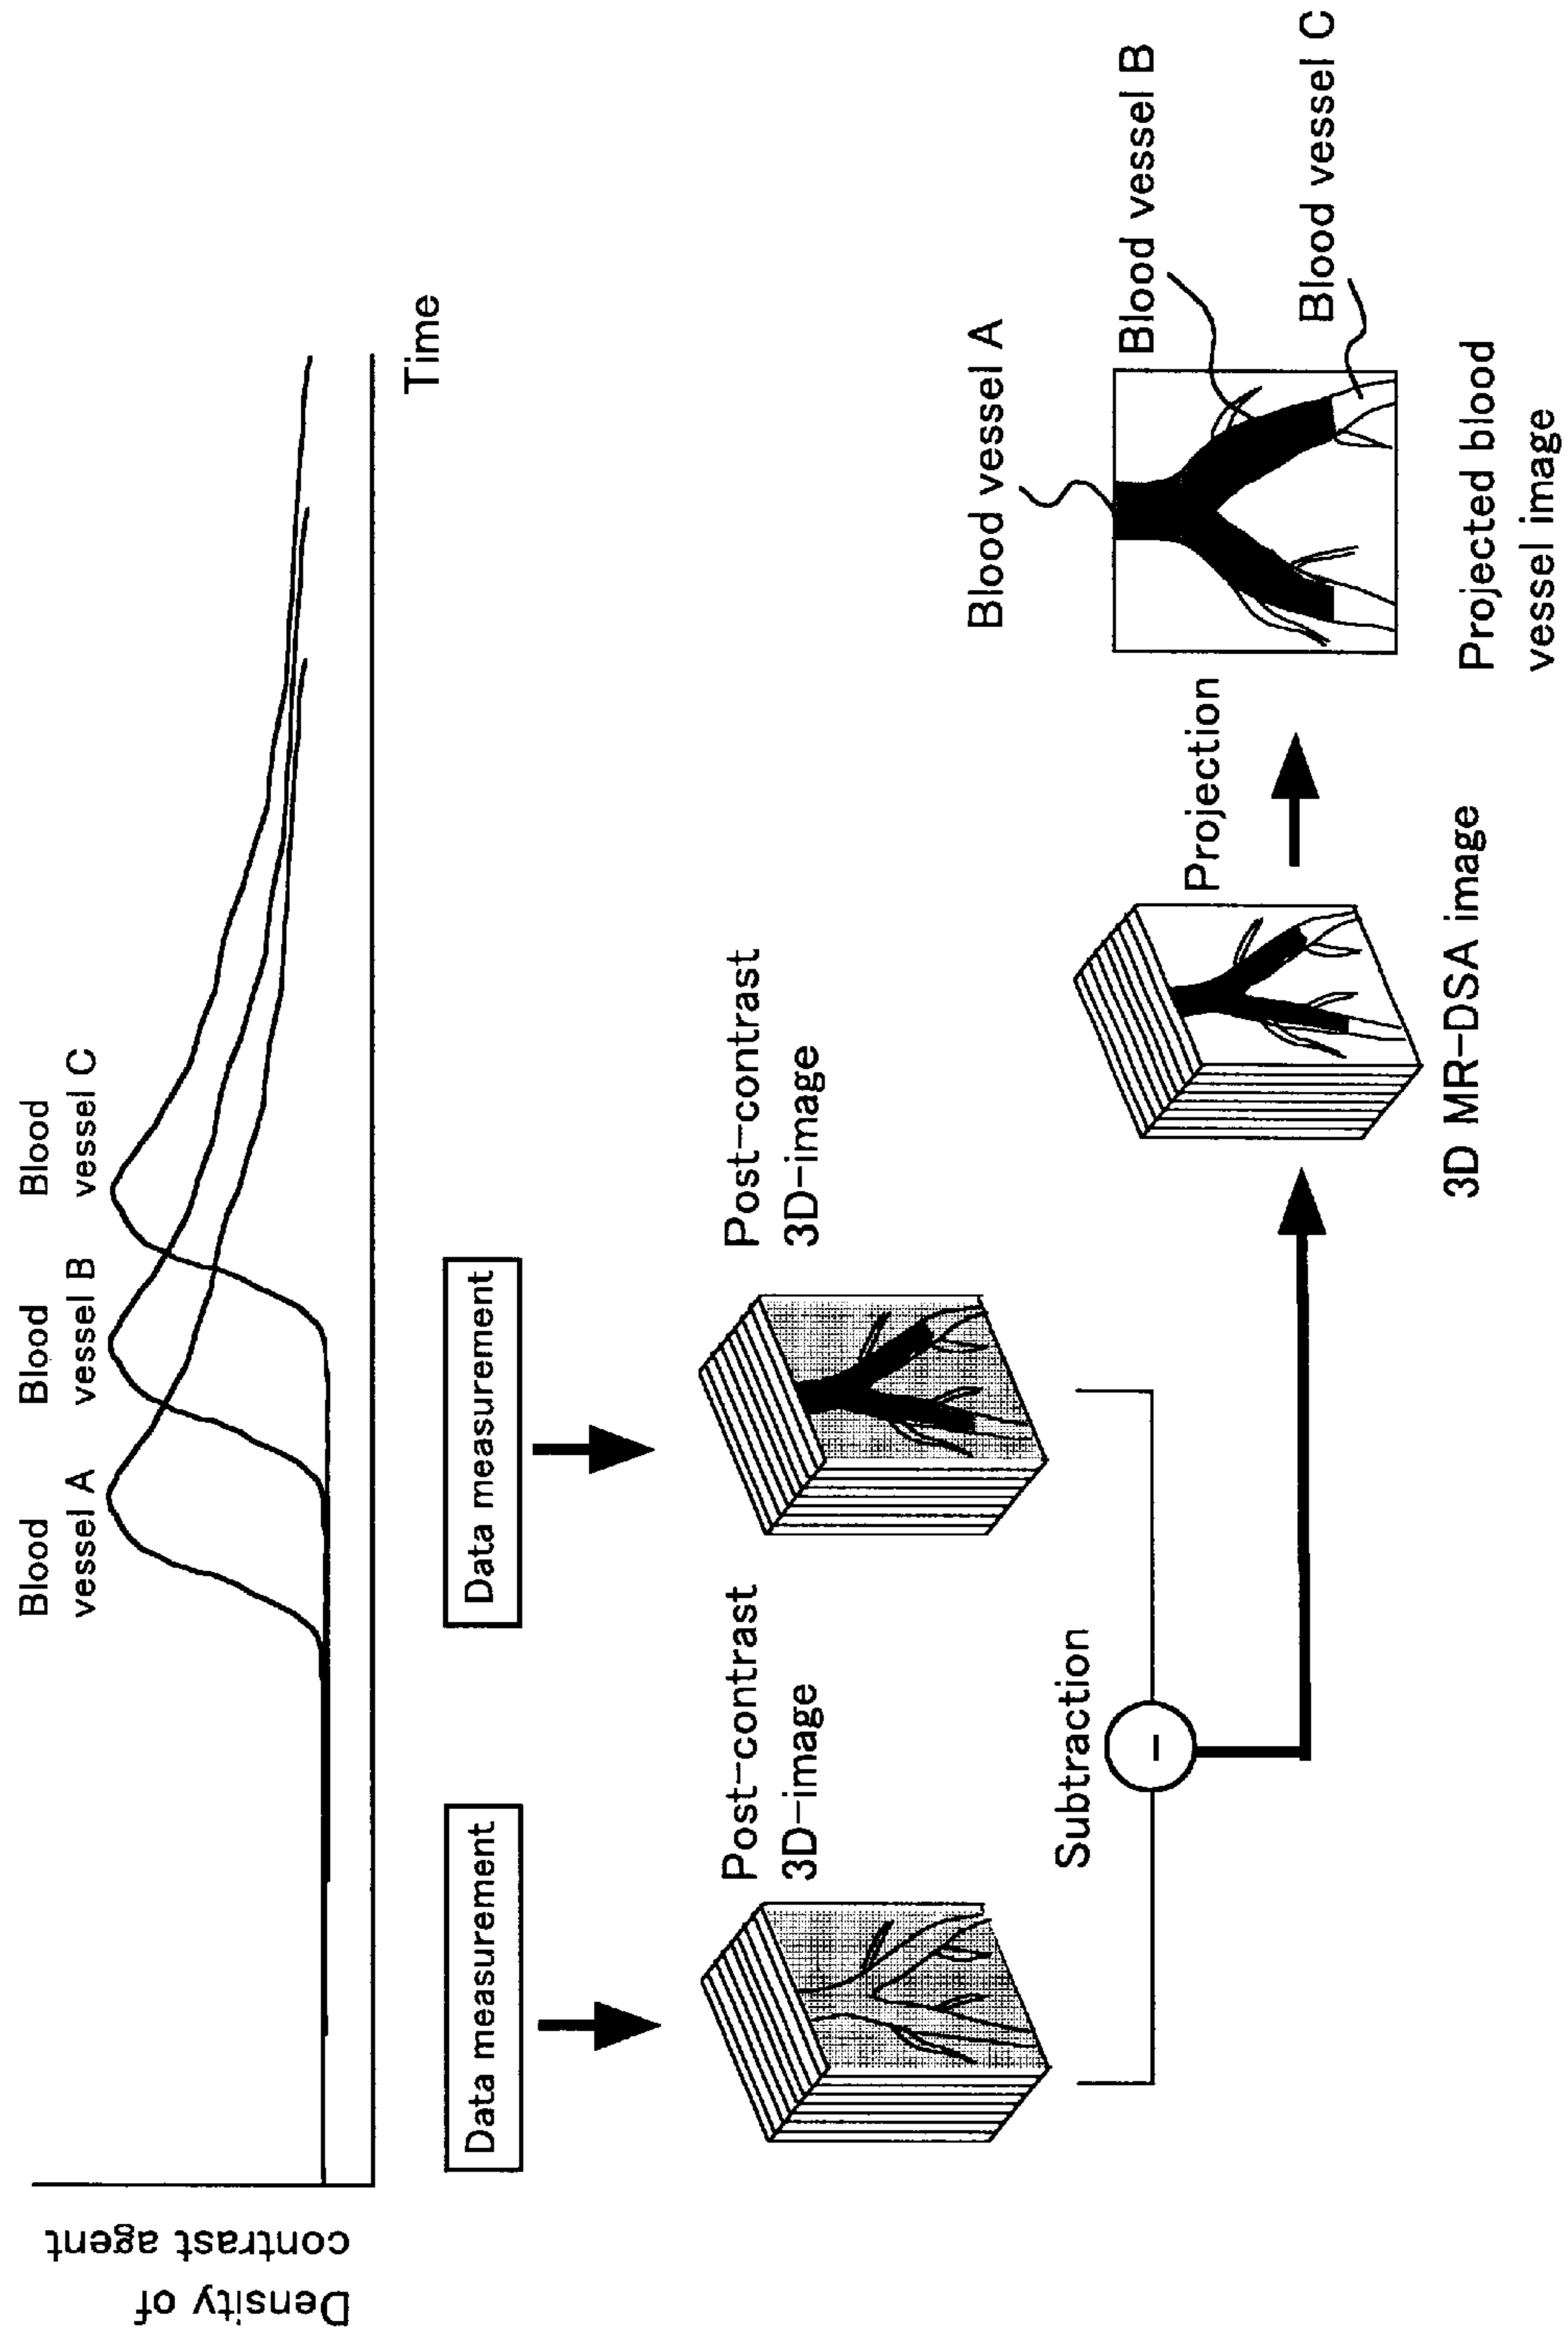 Density of
contrast agent
Blood
vessel A
Blood
vessel B
Blood
vessel C
Time
Data measurement
Data measurement
Post-contrast
3D-image
Post-contrast
3D-image
Subtraction
−
3D MR-DSA image
Projection
Blood vessel A
Blood vessel B
Blood vessel C
Projected blood
vessel image